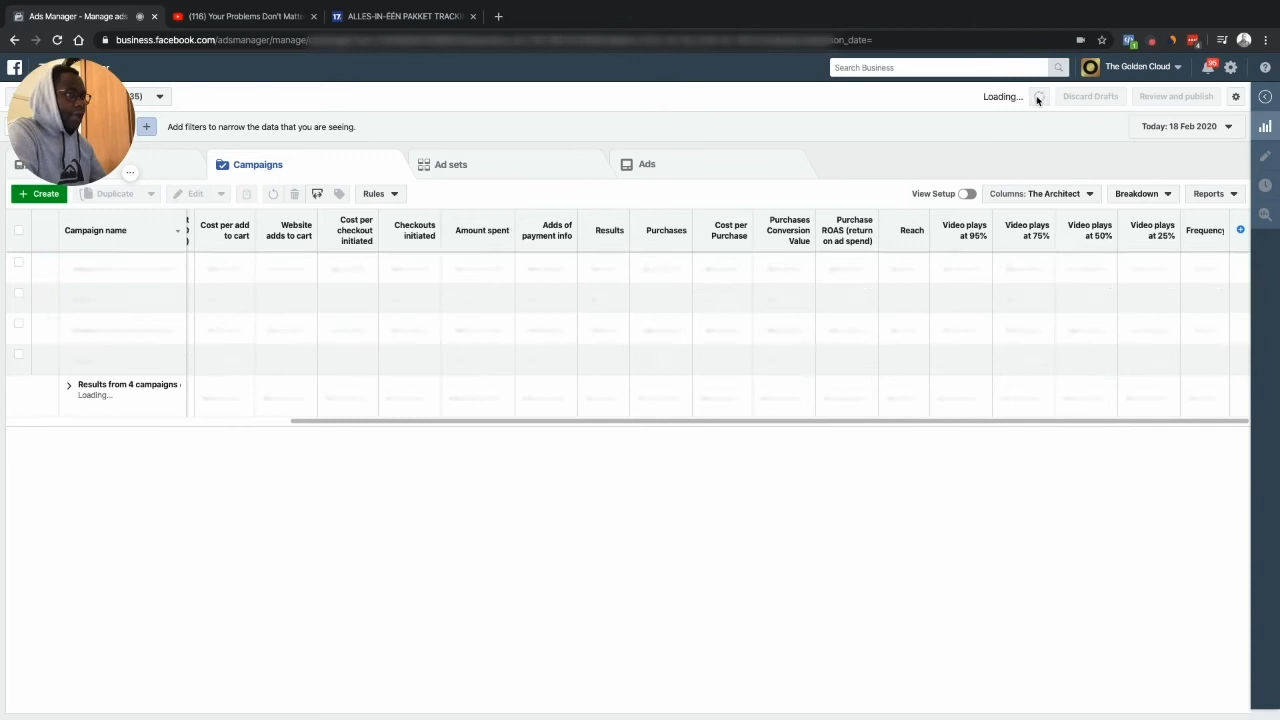 Ads Manager - Manage ads
(116) Your Problems Don't Matte
ALLES-IN-ÉÉN PAKKET TRACKI
business.facebook.com/adsmanager/manage/
on_date=
Search Business
The Golden Cloud
95
35)
Loading...
Discard Drafts
Review and publish
Add filters to narrow the data that you are seeing.
Today: 18 Feb 2020
Campaigns
Ad sets
Ads
Create
Duplicate
Edit
Rules
View Setup
Columns: The Architect
Breakdown
Reports
Campaign name
Cost per add to cart
Website adds to cart
Cost per checkout initiated
Checkouts initiated
Amount spent
Adds of payment info
Results
Purchases
Cost per Purchase
Purchases Conversion Value
Purchase ROAS (return on ad spend)
Reach
Video plays at 95%
Video plays at 75%
Video plays at 50%
Video plays at 25%
Frequency
Results from 4 campaigns
Loading...